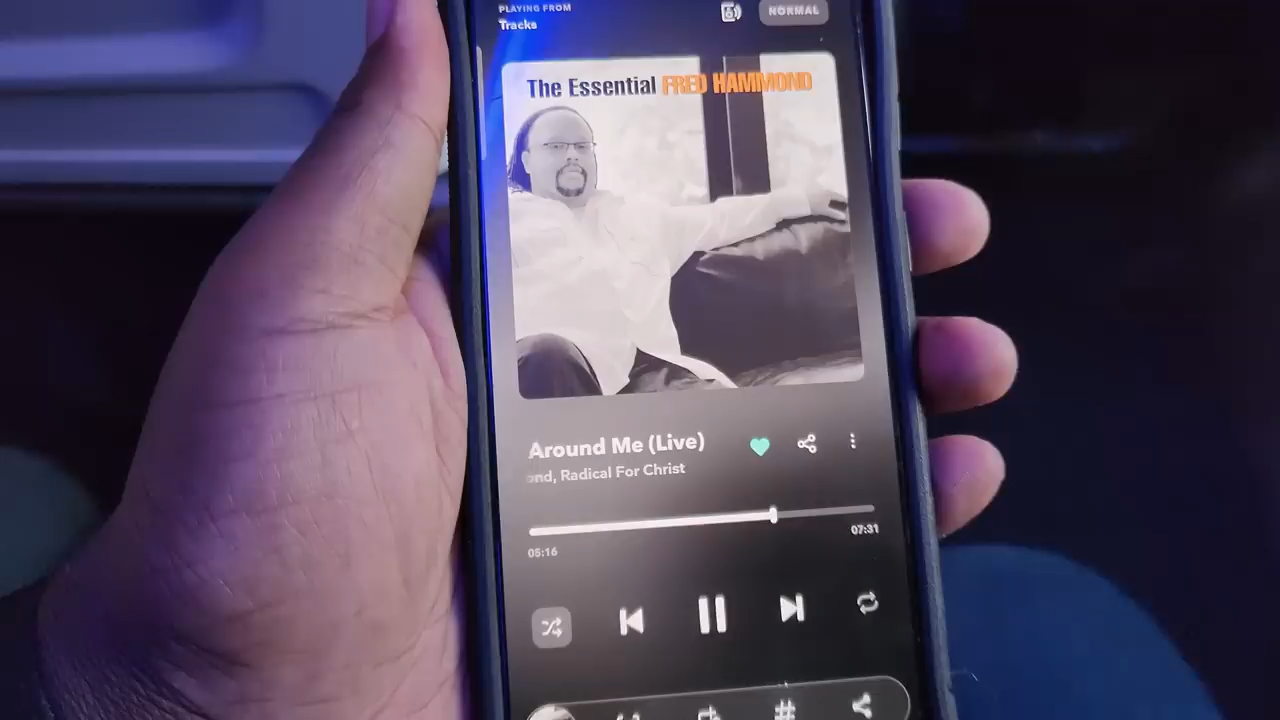 PLAYING FROM
Tracks
NORMAL
The Essential FRED HAMMOND
Around Me (Live)
ond, Radical For Christ
05:16
07:31